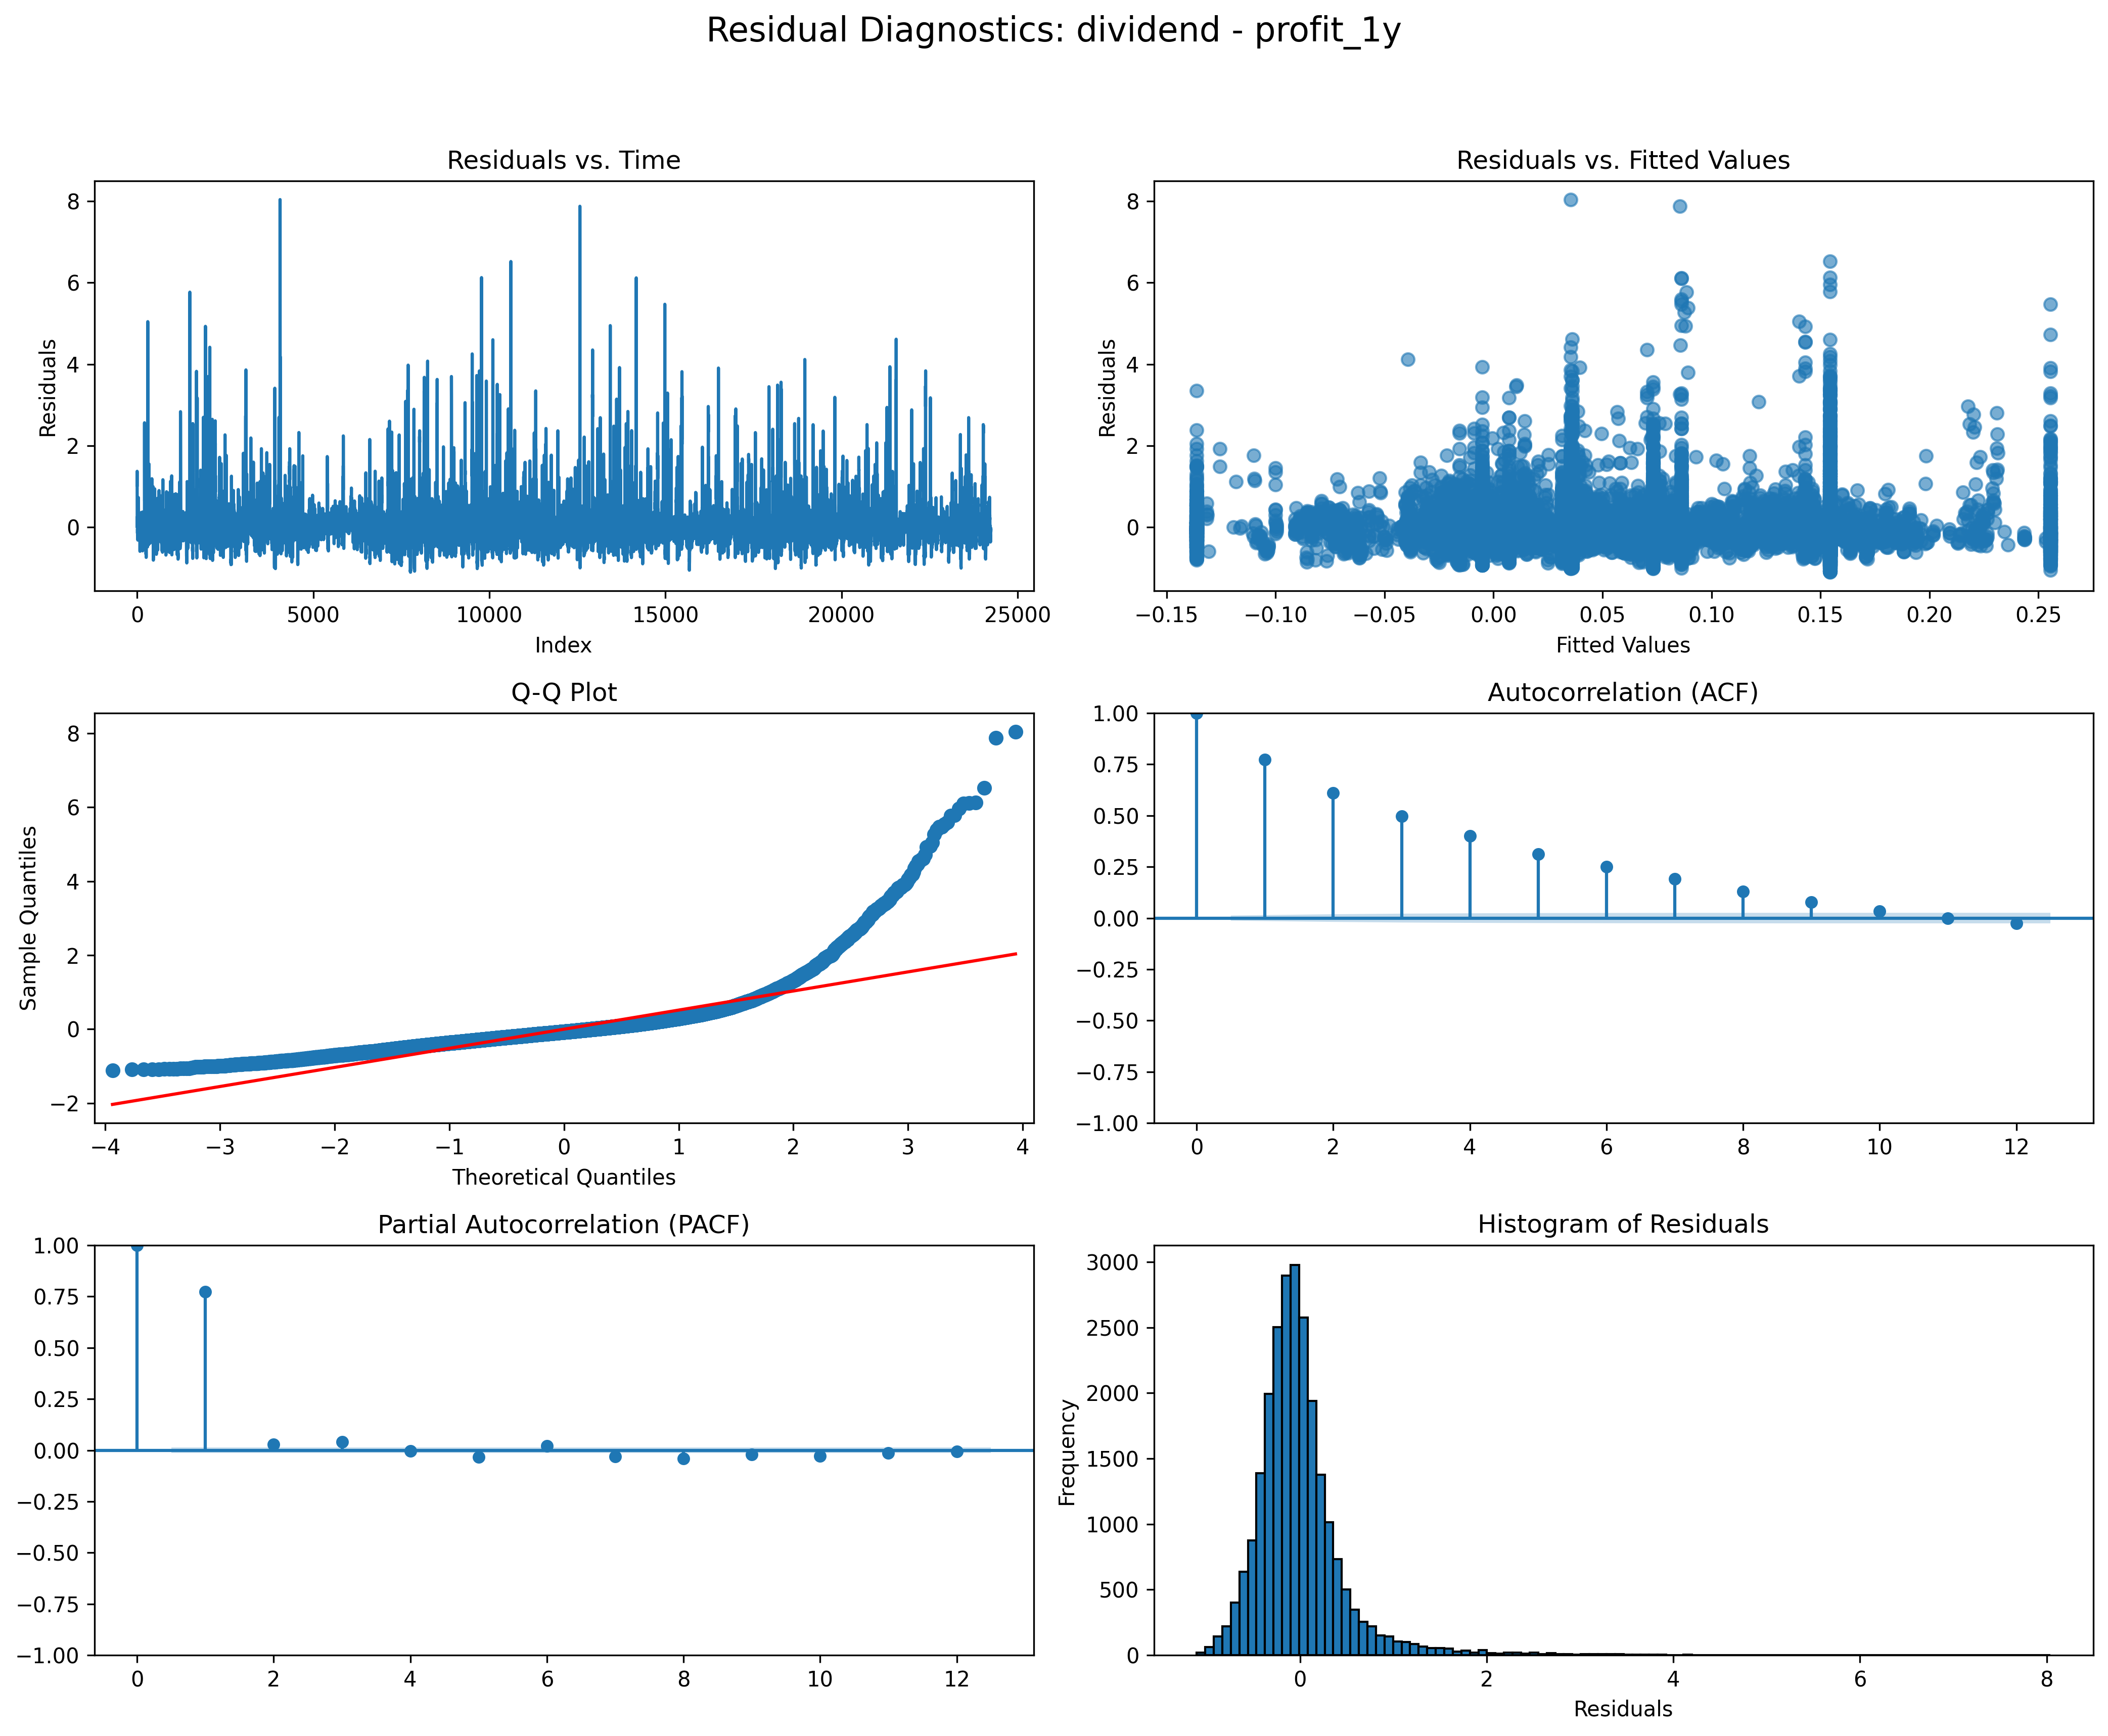 Residual Diagnostics: dividend - profit_1y
Residuals vs. Time
Residuals
8
6
4
2
0
0 5000 10000 15000 20000 25000
Index
Residuals vs. Fitted Values
Residuals
8
6
4
2
0
−0.15 −0.10 −0.05 0.00 0.05 0.10 0.15 0.20 0.25
Fitted Values
Q-Q Plot
Sample Quantiles
8
6
4
2
0
−2
−4 −3 −2 −1 0 1 2 3 4
Theoretical Quantiles
Autocorrelation (ACF)
1.00
0.75
0.50
0.25
0.00
−0.25
−0.50
−0.75
−1.00
0 2 4 6 8 10 12
Partial Autocorrelation (PACF)
1.00
0.75
0.50
0.25
0.00
−0.25
−0.50
−0.75
−1.00
0 2 4 6 8 10 12
Histogram of Residuals
Frequency
3000
2500
2000
1500
1000
500
0
0 2 4 6 8
Residuals